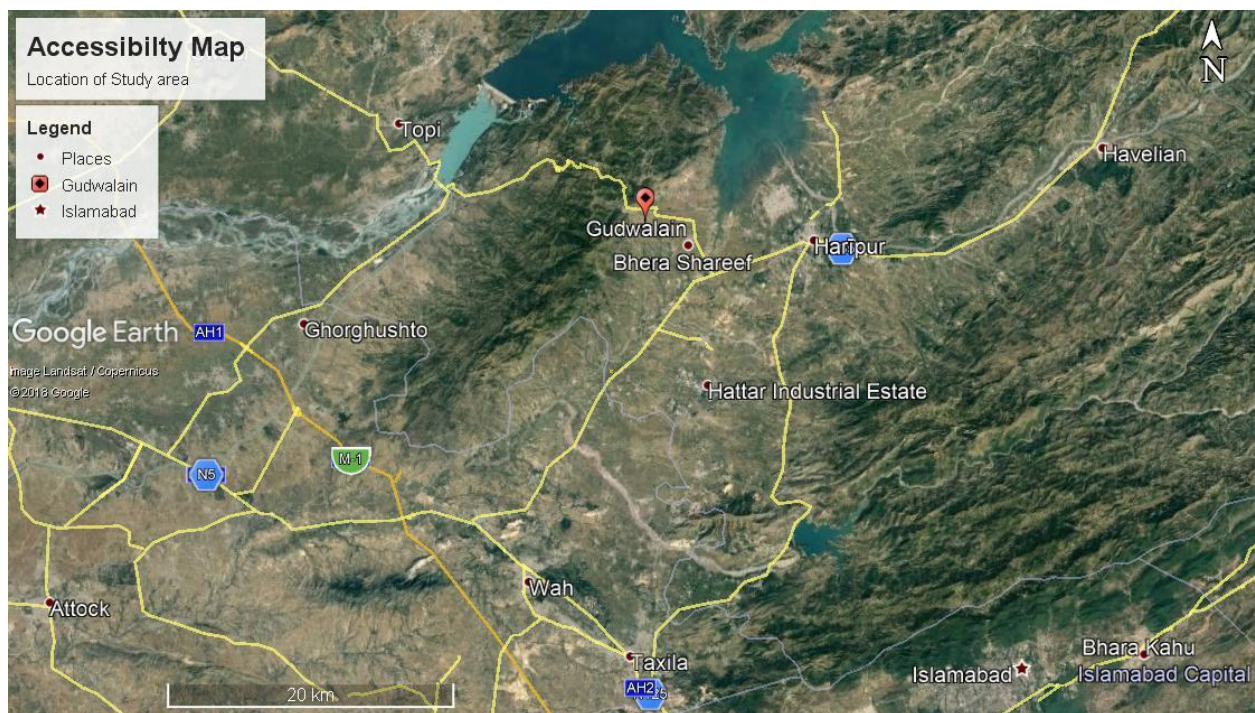 Accessibilty Map
Location of Study area
N
Legend
Places
Gudwalain
Islamabad
Topi
Havelian
Gudwalain
Bhera Shareef
Haripur
Google Earth
AH1
Ghorghushto
Image Landsat / Copernicus
© 2018 Google
Hattar Industrial Estate
M-1
N5
Wah
Attock
Taxila
Bhara Kahu
Islamabad
Islamabad Capital
20 km
AH2